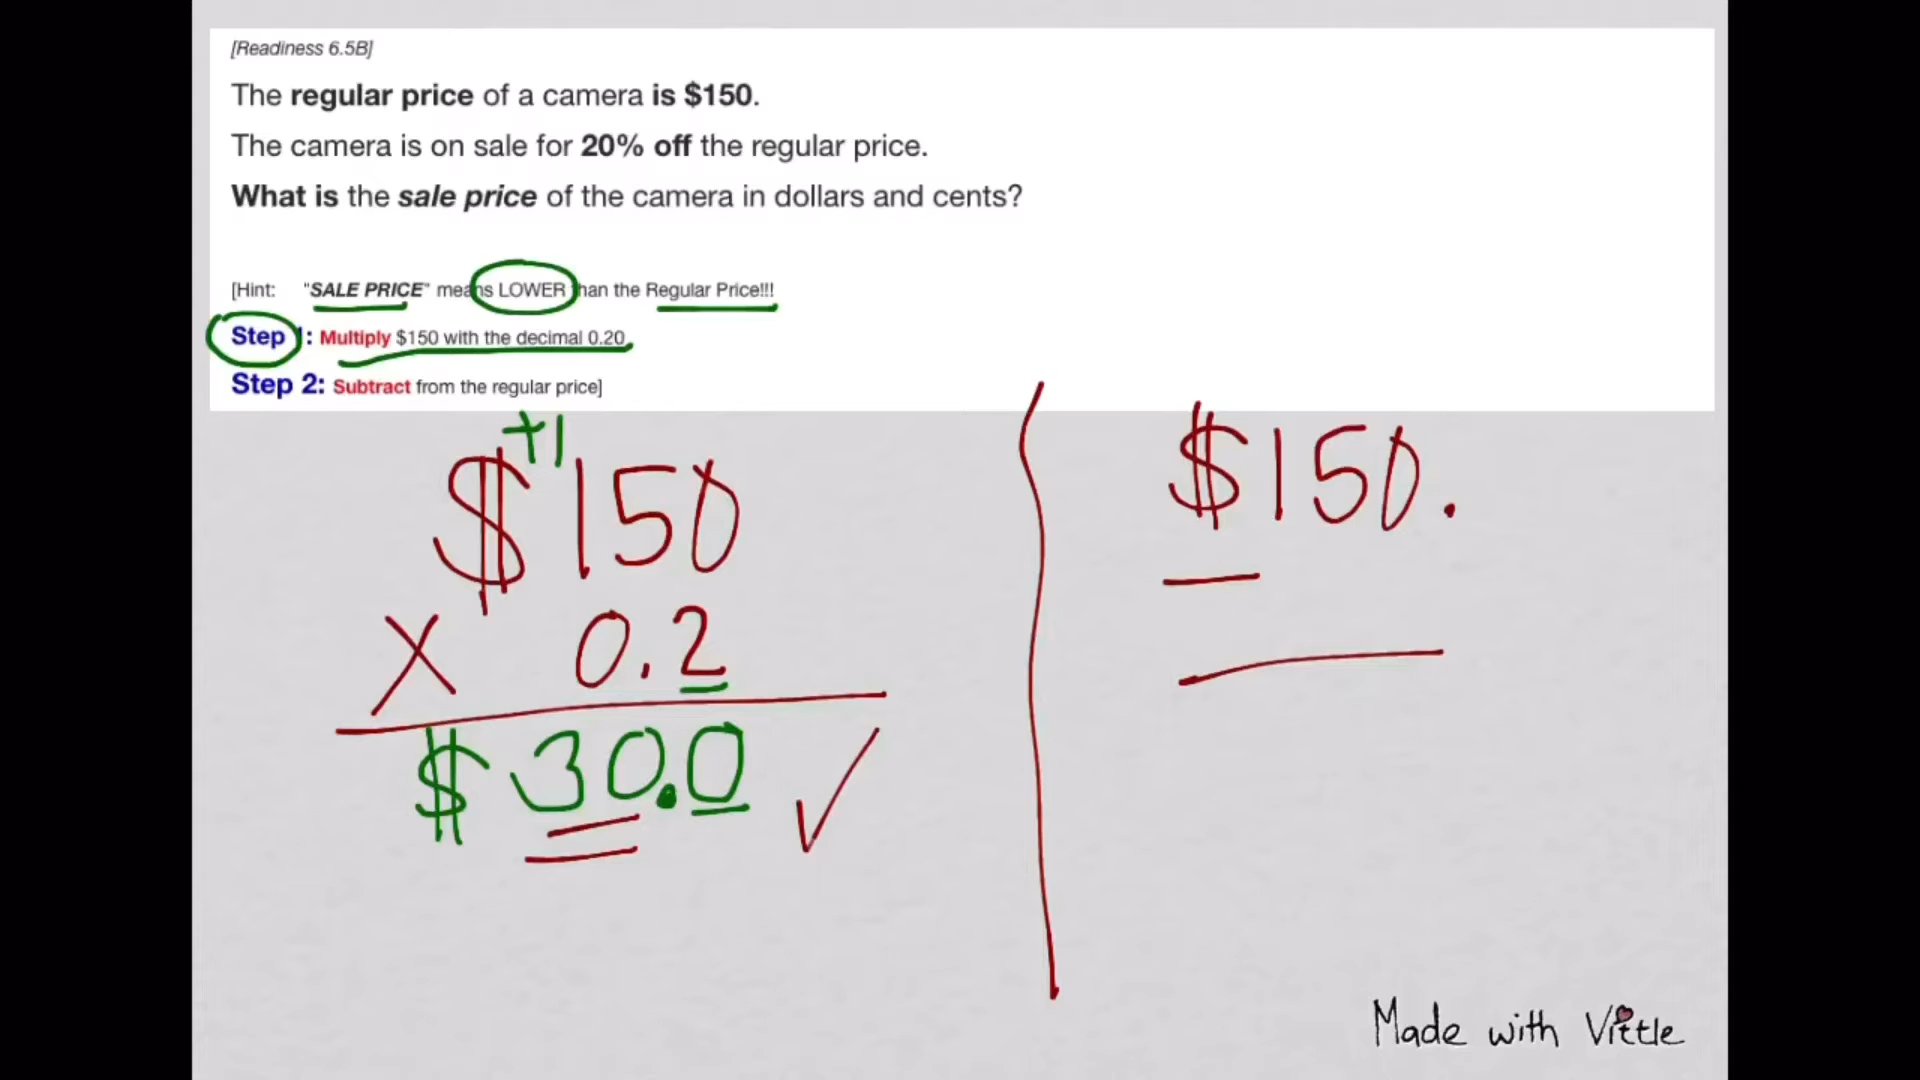 [Readiness 6.5B]
The regular price of a camera is $150.
The camera is on sale for 20% off the regular price.
What is the sale price of the camera in dollars and cents?
[Hint: "SALE PRICE" means LOWER than the Regular Price!!!
Step 1: Multiply $150 with the decimal 0.20
Step 2: Subtract from the regular price]
+1
$150
X 0.2
$30.0
$150.
Made with Vittle